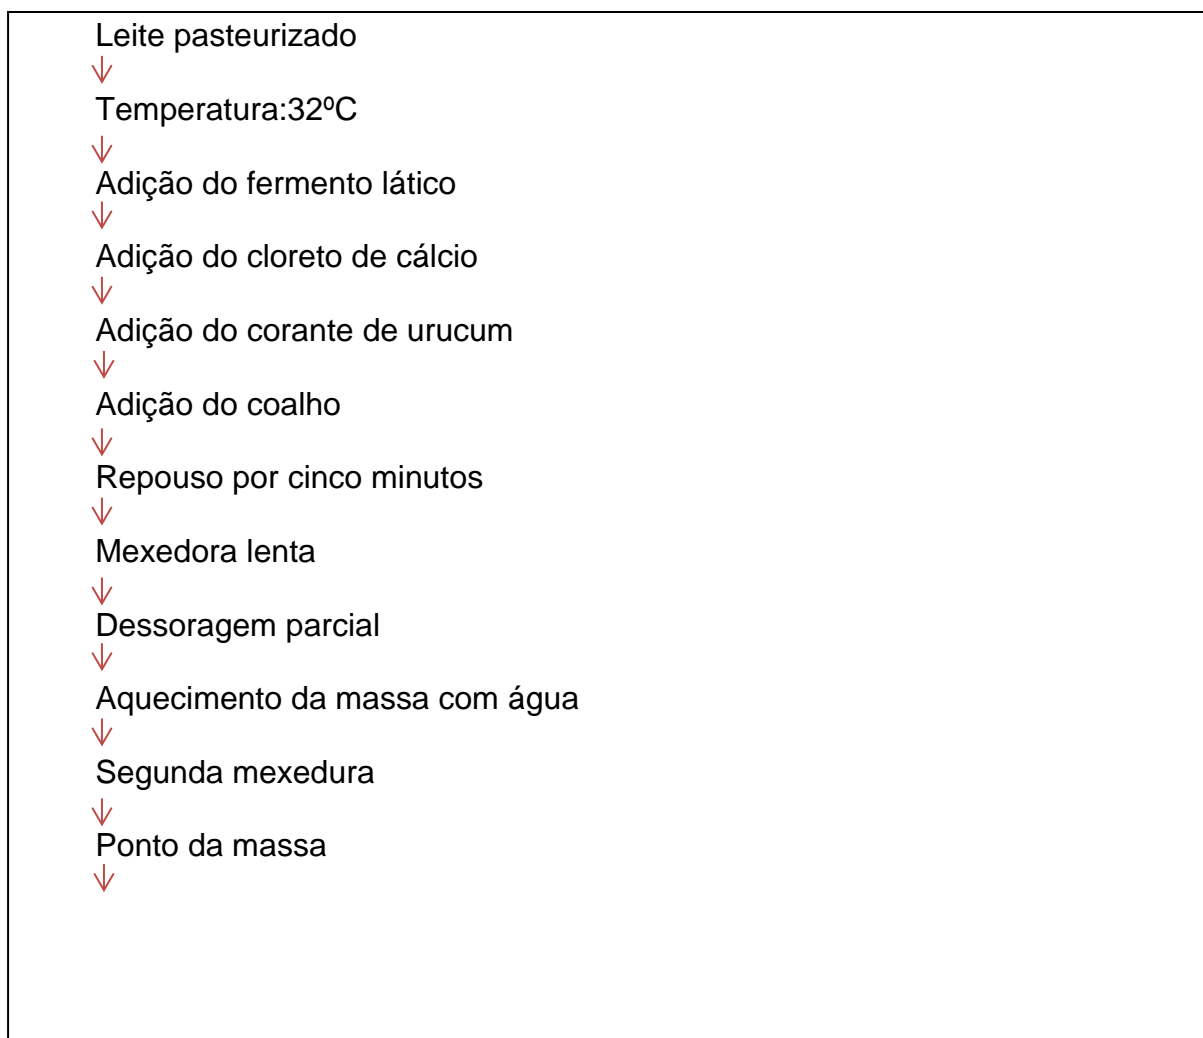 Leite pasteurizado
Temperatura:32ºC
Adição do fermento lático
Adição do cloreto de cálcio
Adição do corante de urucum
Adição do coalho
Repouso por cinco minutos
Mexedora lenta
Dessoragem parcial
Aquecimento da massa com água
Segunda mexedura
Ponto da massa